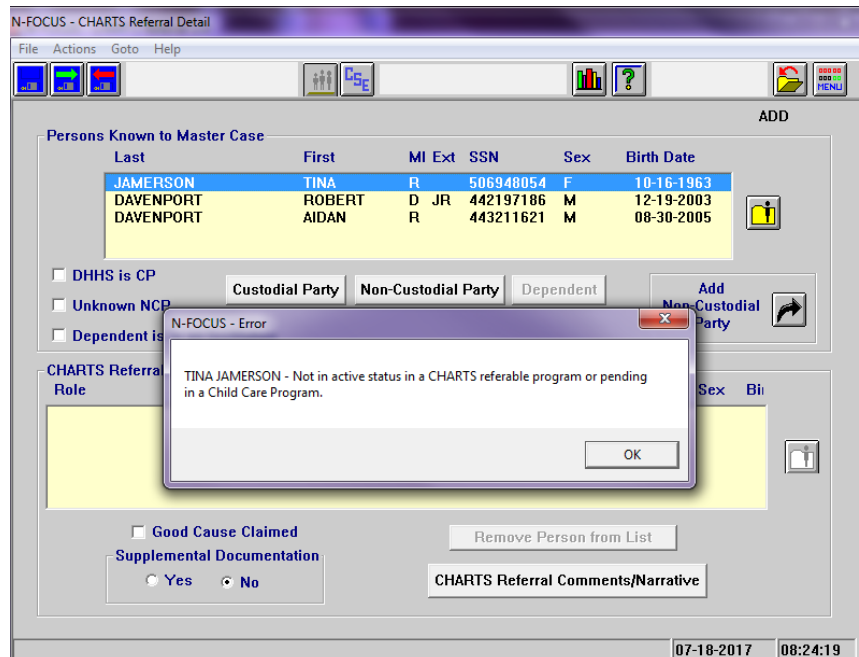 N-FOCUS - CHARTS Referral Detail
File Actions Goto Help
CSE ? MENU
ADD
Persons Known to Master Case
Last First MI Ext SSN Sex Birth Date
JAMERSON TINA R 506948054 F 10-16-1963
DAVENPORT ROBERT D JR 442197186 M 12-19-2003
DAVENPORT AIDAN R 443211621 M 08-30-2005
DHHS is CP
Custodial Party Non-Custodial Party Dependent
Add
Non-Custodial
Party
Unknown NCP
Dependent is
N-FOCUS - Error
TINA JAMERSON - Not in active status in a CHARTS referable program or pending
in a Child Care Program.
OK
CHARTS Referral
Role Sex Bi
Good Cause Claimed
Remove Person from List
Supplemental Documentation
Yes No
CHARTS Referral Comments/Narrative
07-18-2017 08:24:19